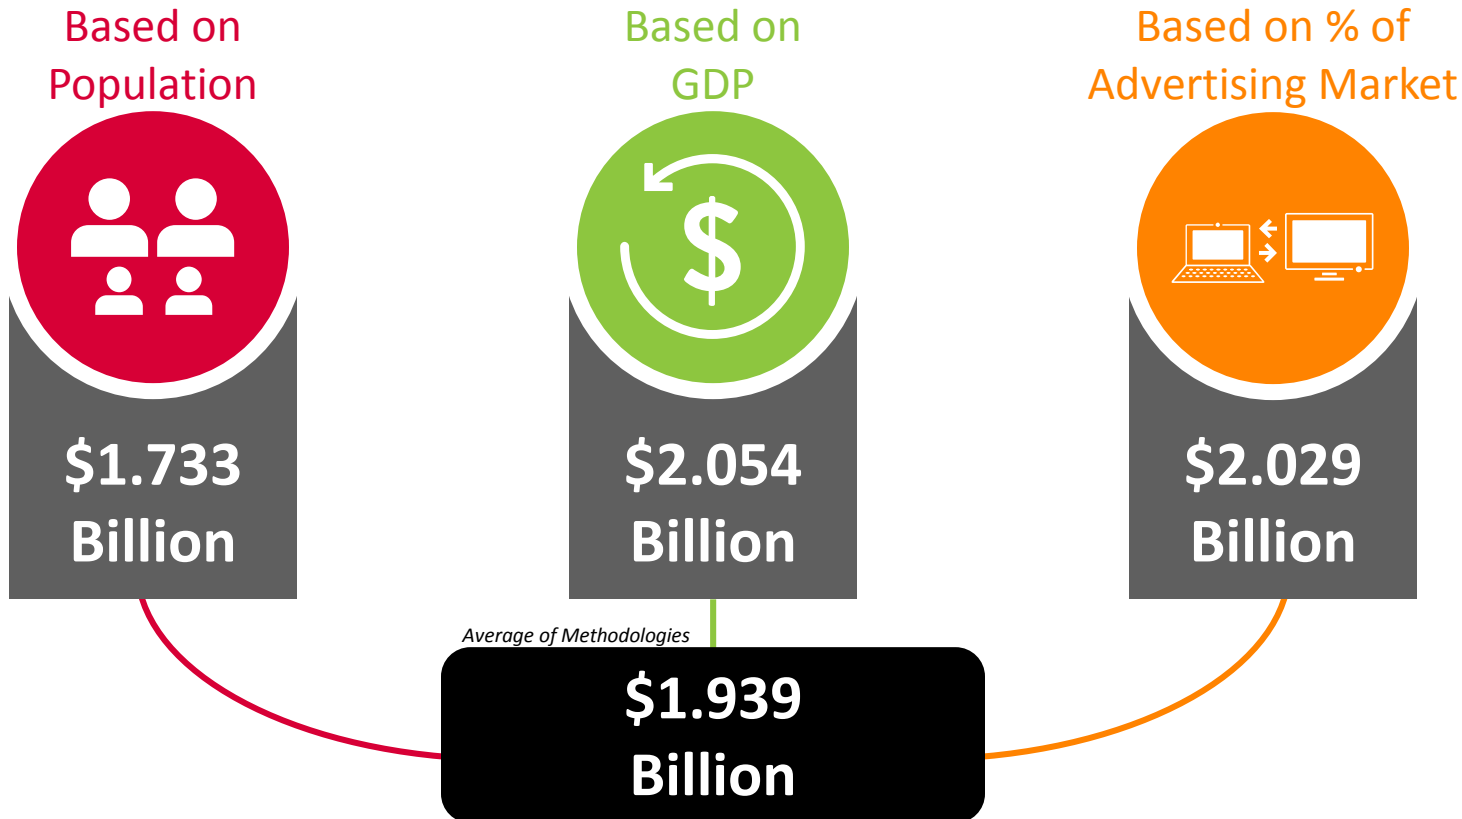 Based on
Population
Based on
GDP
Based on % of
Advertising Market
$1.733
Billion
$2.054
Billion
$2.029
Billion
Average of Methodologies
$1.939
Billion